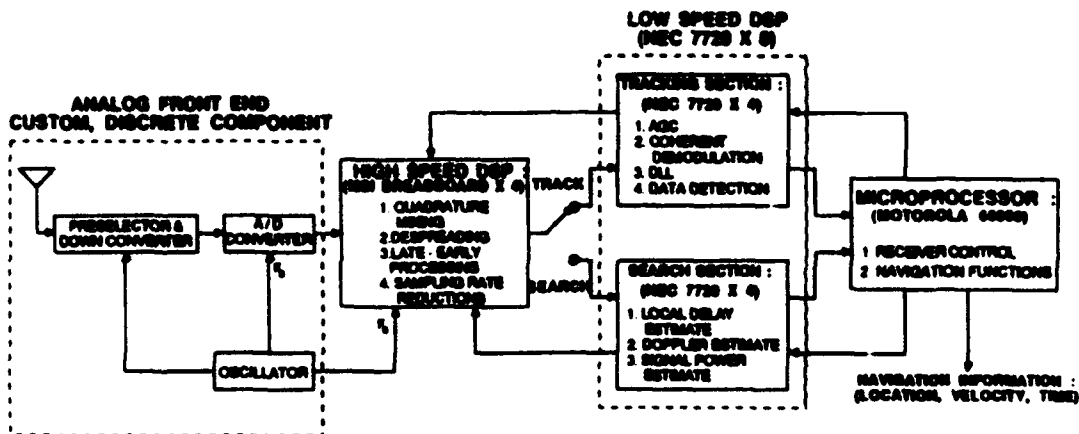 LOW SPEED DSP
(NEC 7720 X 8)
ANALOG FRONT END
CUSTOM, DISCRETE COMPONENT
PRESELECTOR &
DOWN CONVERTER
A/D
CONVERTER
OSCILLATOR
HIGH SPEED DSP :
BREADBOARD X 4)
1. QUADRATURE
MIXING
2. DESPREADING
3. LATE - EARLY
PROCESSING
4. SAMPLING RATE
REDUCTIONS
TRACK
SEARCH
TRACKING SECTION :
(NEC 7720 X 4)
1. AGC
2. COHERENT
DEMODULATION
3. DLL
4. DATA DETECTION
SEARCH SECTION :
(NEC 7720 X 4)
1. LOCAL DELAY
ESTIMATE
2. DOPPLER ESTIMATE
3. SIGNAL POWER
ESTIMATE
MICROPROCESSOR :
(MOTOROLA
1 RECEIVER CONTROL
2 NAVIGATION FUNCTIONS
NAVIGATION INFORMATION :
(LOCATION, VELOCITY, TIME)